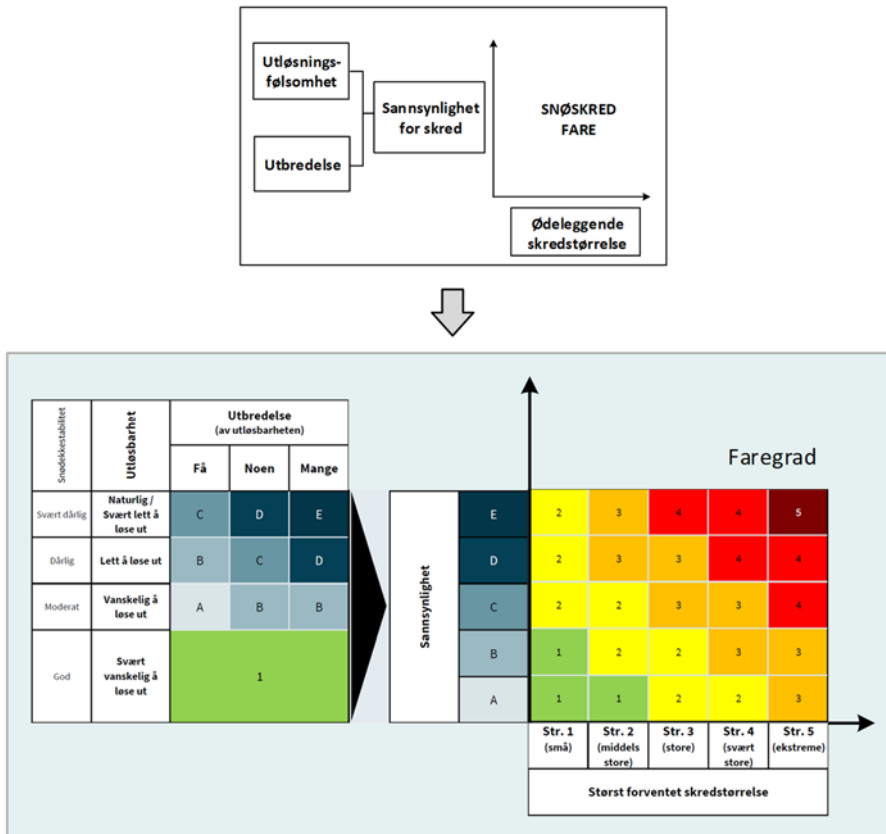 Utløsnings-
følsomhet
Utbredelse
Sannsynlighet
for skred
SNØSKRED
FARE
Ødeleggende
skredstørrelse
Snødekkestabilitet
Utløsbarhet
Utbredelse
(av utløsbarheten)
Få Noen Mange
Svært dårlig
Naturlig /
Svært lett å
løse ut
C D E
Dårlig
Lett å løse ut
B C D
Moderat
Vanskelig å
løse ut
A B B
God
Svært
vanskelig å
løse ut
1
Sannsynlighet
Faregrad
E 2 3 4 4 5
D 2 3 3 4 4
C 2 2 3 3 4
B 1 2 2 3 3
A 1 1 2 2 3
Str. 1
(små)
Str. 2
(middels
store)
Str. 3
(store)
Str. 4
(svært
store)
Str. 5
(ekstreme)
Størst forventet skredstørrelse